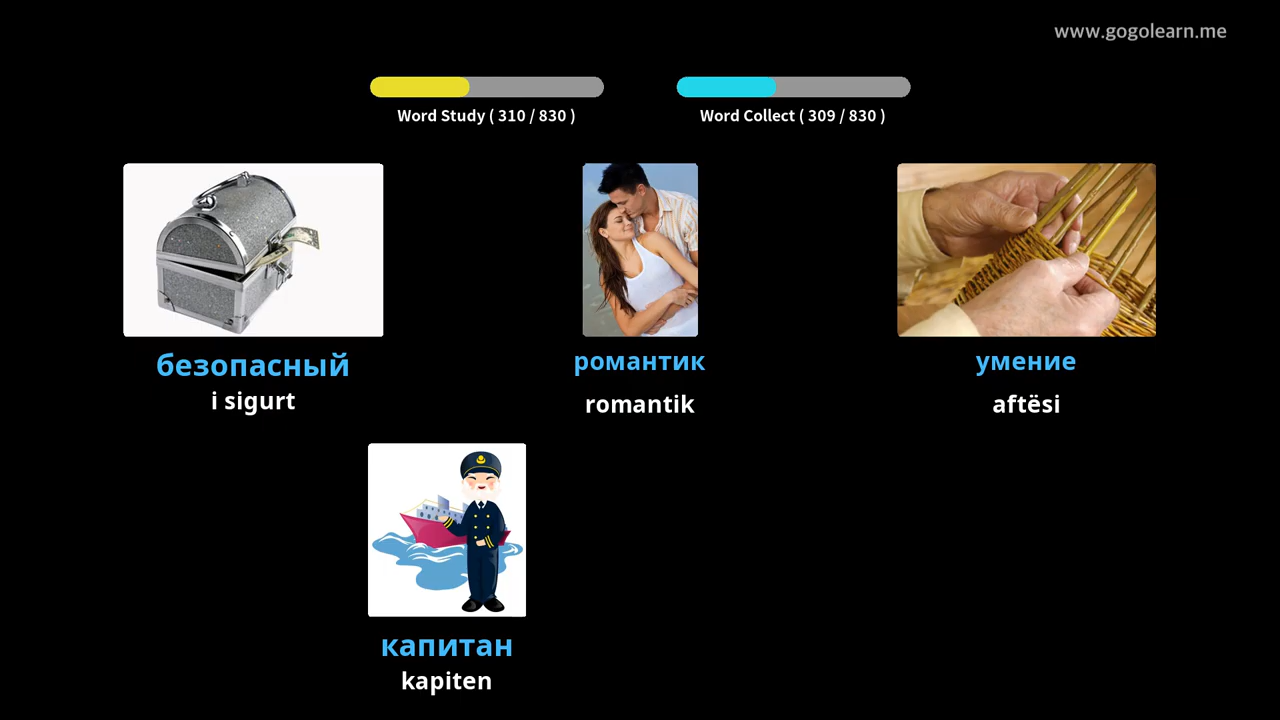 www.gogolearn.me
Word Study ( 310 / 830 )
Word Collect ( 309 / 830 )
безопасный
i sigurt
романтик
romantik
умение
aftësi
капитан
kapiten